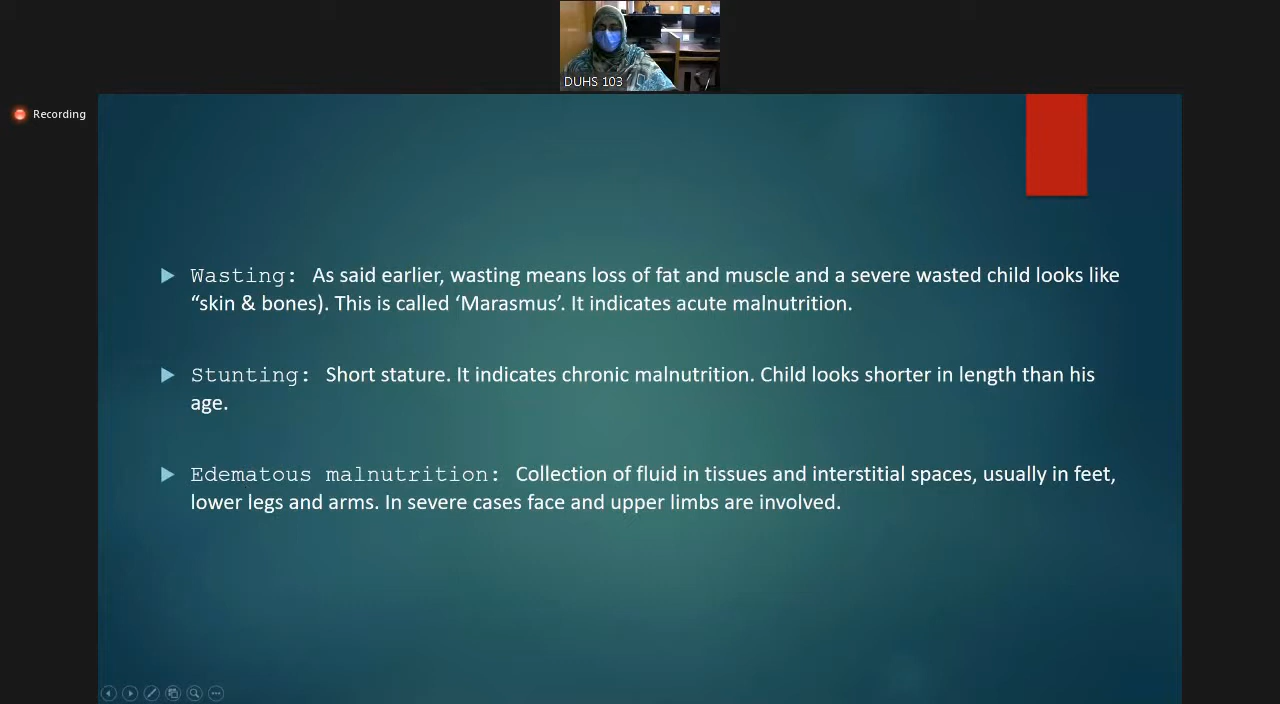 DUHS 103
Recording
Wasting: As said earlier, wasting means loss of fat and muscle and a severe wasted child looks like
“skin & bones). This is called ‘Marasmus’. It indicates acute malnutrition.
Stunting: Short stature. It indicates chronic malnutrition. Child looks shorter in length than his
age.
Edematous malnutrition: Collection of fluid in tissues and interstitial spaces, usually in feet,
lower legs and arms. In severe cases face and upper limbs are involved.